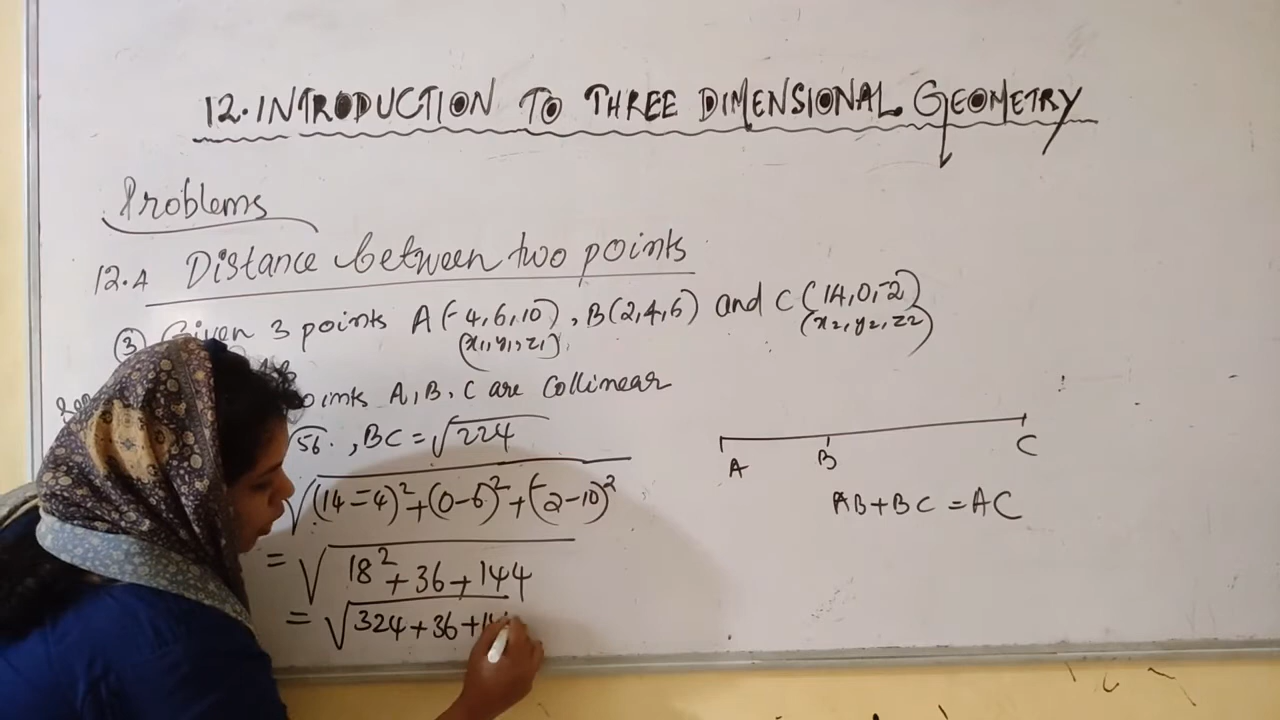 12. INTRODUCTION TO THREE DIMENSIONAL GEOMETRY
Problems
12.A Distance between two points
③ Given 3 points A(-4,6,10), B(2,4,6) and C(14,0,-2)
(x₁,y₁,z₁) (x₂,y₂,z₂)
A,B,C are collinear
√56, BC = √224
√(14--4)²+(0-6)²+(-2-10)²
= √18²+36+144
= √324+36+1
A B C
AB+BC = AC